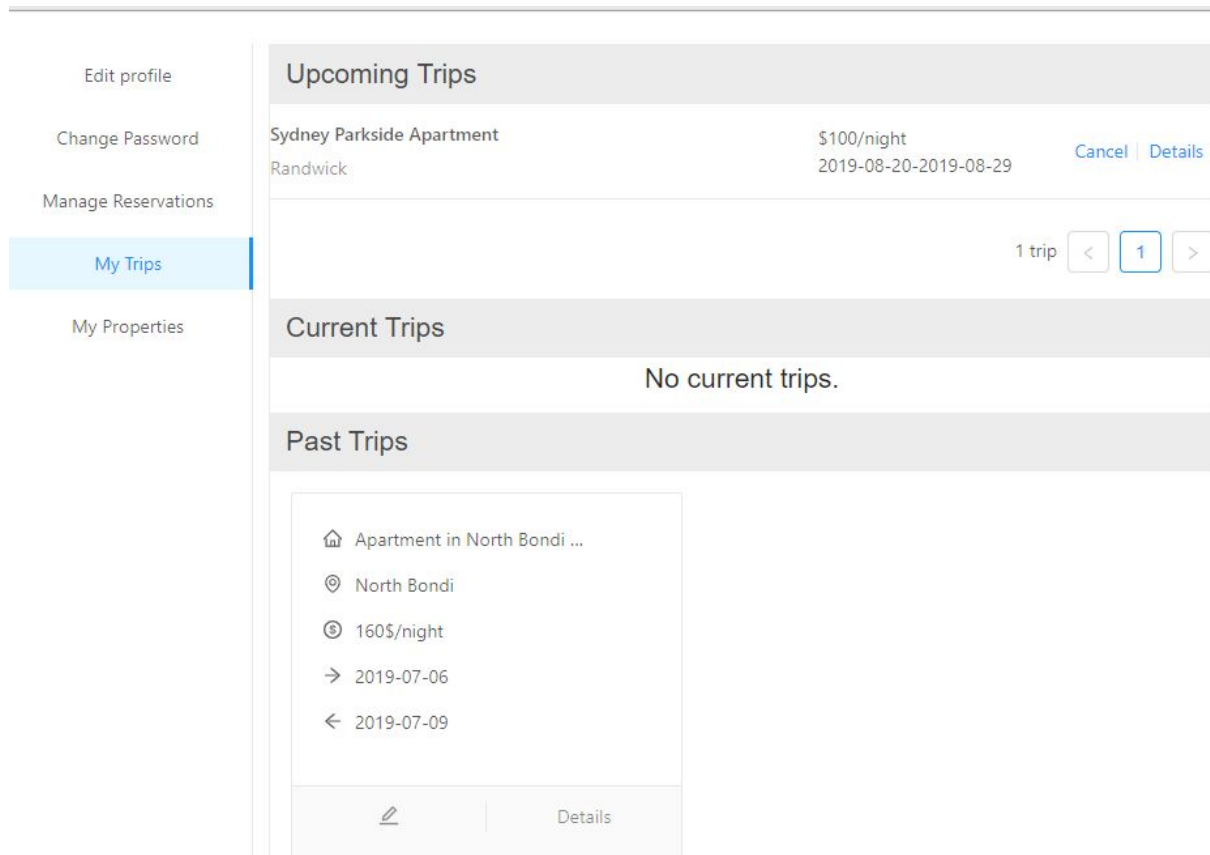 Edit profile
Change Password
Manage Reservations
My Trips
My Properties
Upcoming Trips
Sydney Parkside Apartment
Randwick
$100/night
2019-08-20-2019-08-29
Cancel Details
1 trip < 1 >
Current Trips
No current trips.
Past Trips
Apartment in North Bondi ...
North Bondi
160$/night
2019-07-06
2019-07-09
Details